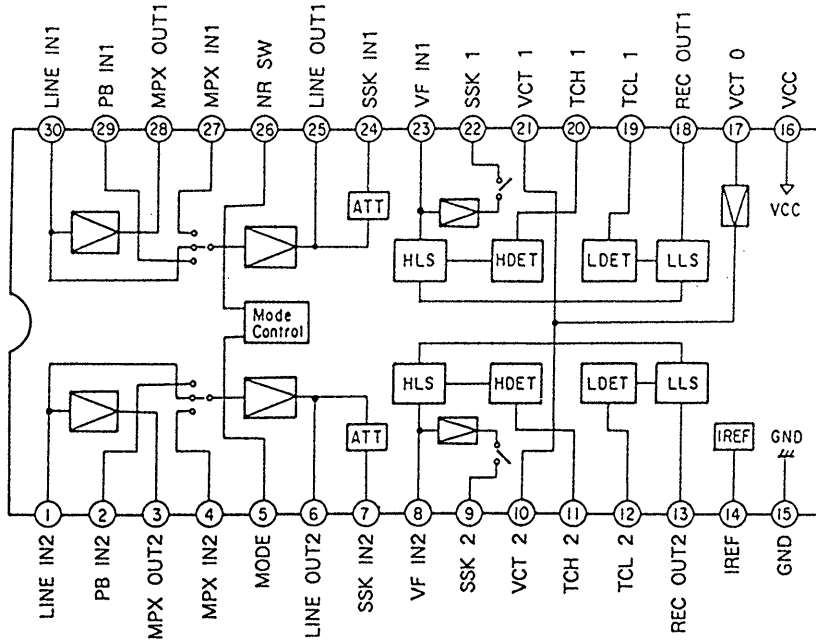 LINE IN1
PB IN1
MPX OUT1
MPX IN1
NR SW
LINE OUT1
SSK IN1
VF IN1
SSK 1
VCT 1
TCH 1
TCL 1
REC OUT1
VCT 0
VCC
30 29 28 27 26 25 24 23 22 21 20 19 18 17 16
ATT
VCC
HLS HDET LDET LLS
Mode
Control
HLS HDET LDET LLS
ATT
IREF GND
1 2 3 4 5 6 7 8 9 10 11 12 13 14 15
LINE IN2
PB IN2
MPX OUT2
MPX IN2
MODE
LINE OUT2
SSK IN2
VF IN2
SSK 2
VCT 2
TCH 1
TCL 2
REC OUT2
IREF
GND